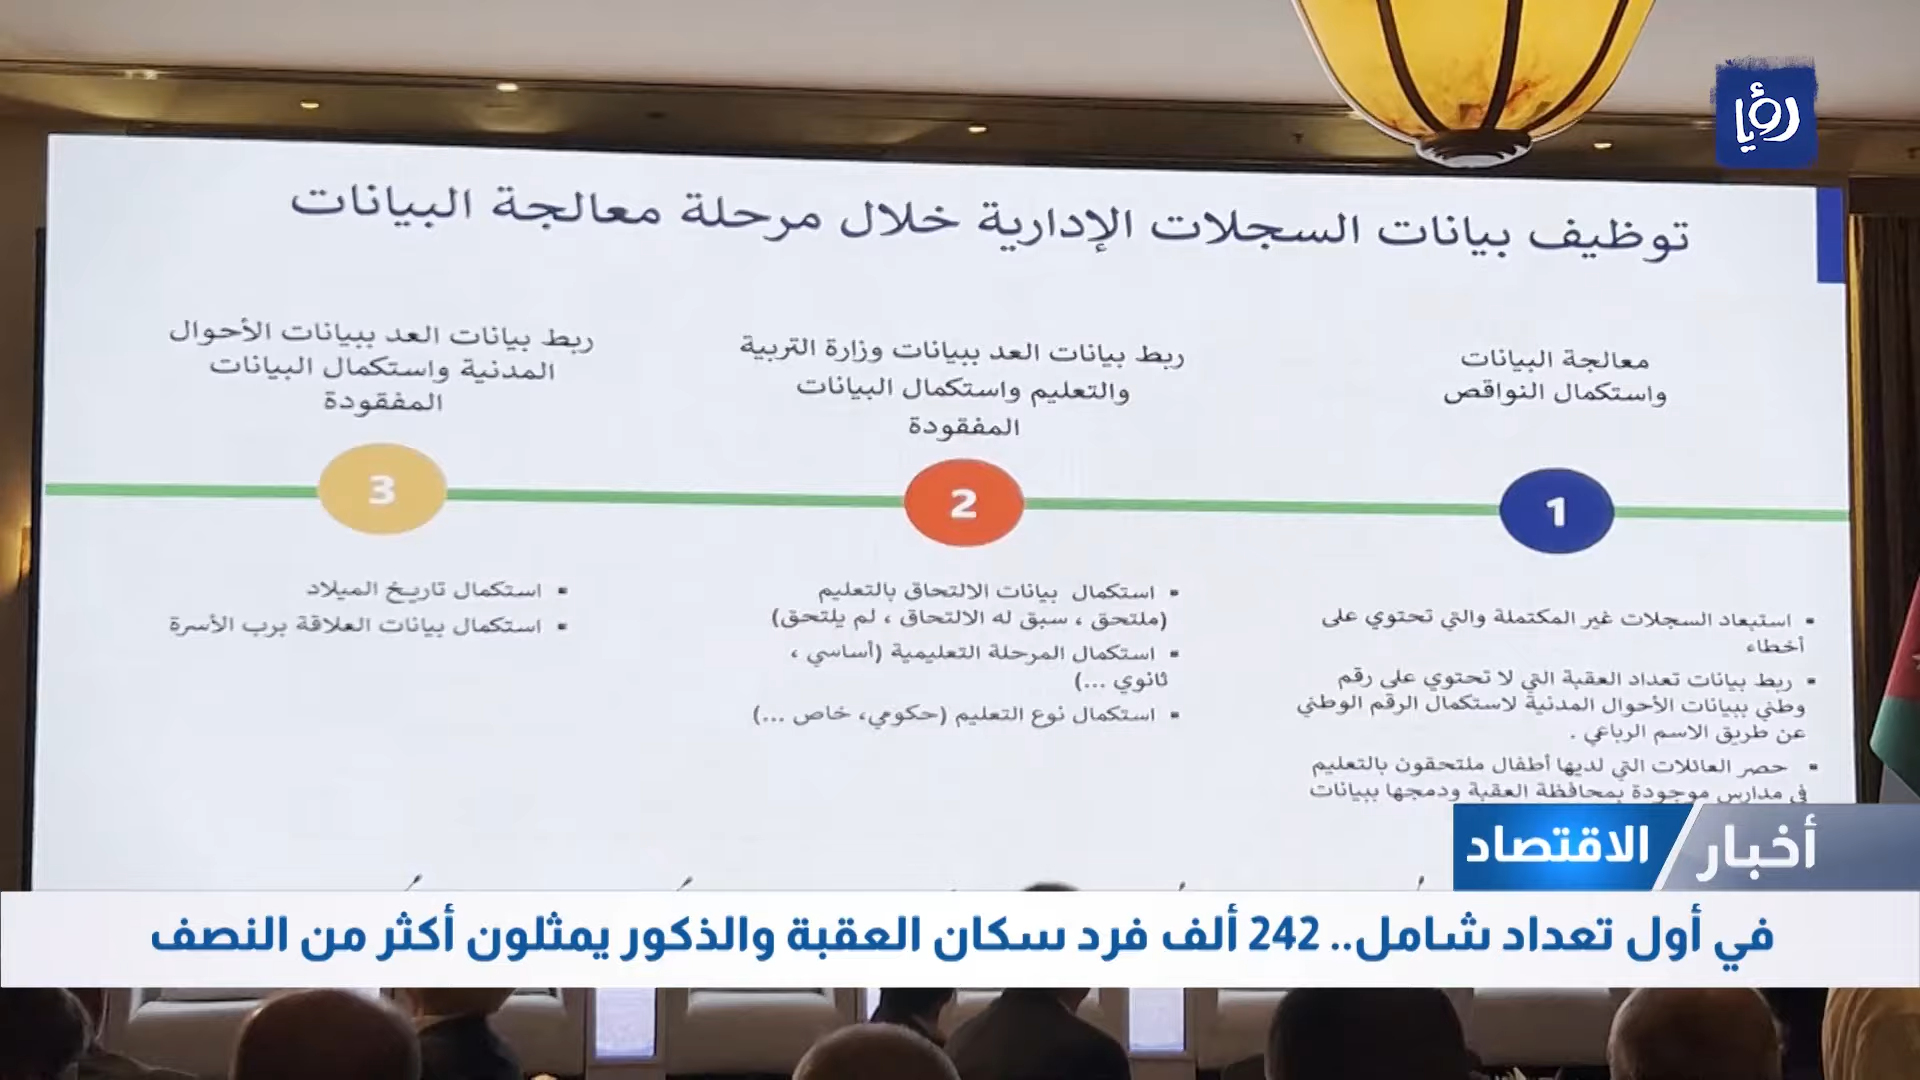 رؤيا
توظيف بيانات السجلات الإدارية خلال مرحلة معالجة البيانات
معالجة البيانات
واستكمال النواقص
1
▪ استبعاد السجلات غير المكتملة والتي تحتوي على
أخطاء
▪ ربط بيانات تعداد العقبة التي لا تحتوي على رقم
وطني ببيانات الأحوال المدنية لاستكمال الرقم الوطني
عن طريق الاسم الرباعي .
▪ حصر العائلات التي لديها أطفال ملتحقون بالتعليم
في مدارس موجودة بمحافظة العقبة ودمجها ببيانات
ربط بيانات العد ببيانات وزارة التربية
والتعليم واستكمال البيانات
المفقودة
2
▪ استكمال بيانات الالتحاق بالتعليم
(ملتحق ، سبق له الالتحاق ، لم يلتحق)
▪ استكمال المرحلة التعليمية (أساسي ،
ثانوي ...)
▪ استكمال نوع التعليم (حكومي، خاص ...)
ربط بيانات العد ببيانات الأحوال
المدنية واستكمال البيانات
المفقودة
3
▪ استكمال تاريخ الميلاد
▪ استكمال بيانات العلاقة برب الأسرة
أخبار الاقتصاد
في أول تعداد شامل.. 242 ألف فرد سكان العقبة والذكور يمثلون أكثر من النصف